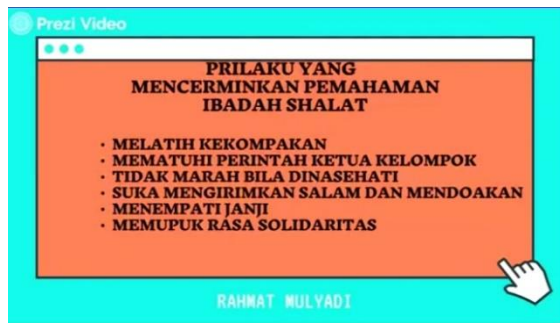 Prezi Video
PRILAKU YANG
MENCERMINKAN PEMAHAMAN
IBADAH SHALAT
• MELATIH KEKOMPAKAN
• MEMATUHI PERINTAH KETUA KELOMPOK
• TIDAK MARAH BILA DINASEHATI
• SUKA MENGIRIMKAN SALAM DAN MENDOAKAN
• MENEMPATI JANJI
• MEMUPUK RASA SOLIDARITAS
RAHMAT MULYADI